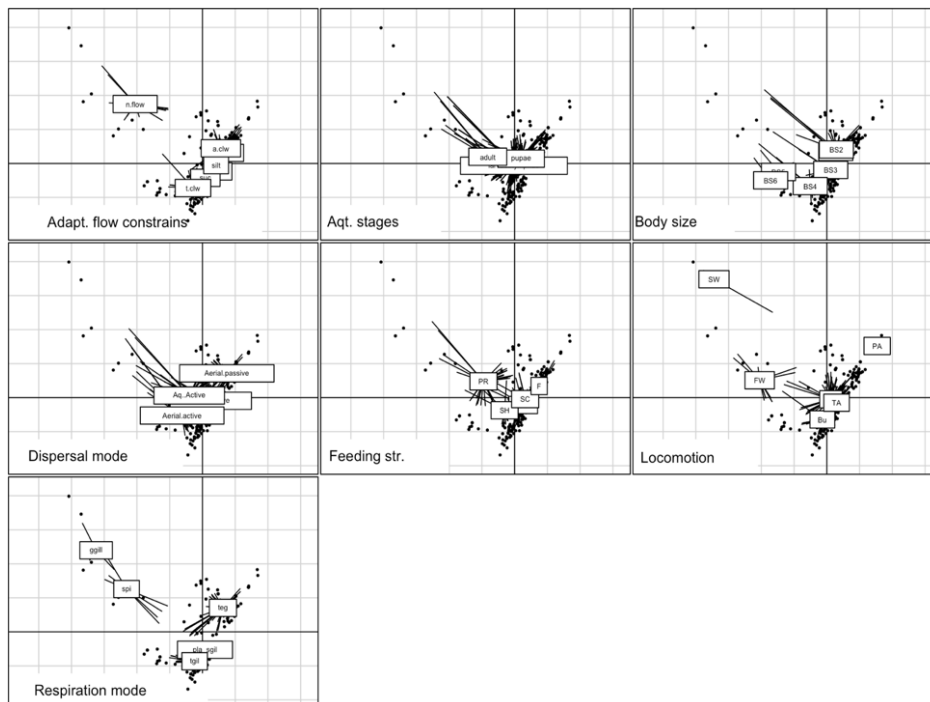 n.flow
a.clw
silt
t.clw
Adapt. flow constrains
adult
pupae
Aqt. stages
BS2
BS3
BS6
BS4
Body size
Aerial.passive
Aq..Active
Aerial.active
Dispersal mode
PR
F
SC
SH
Feeding str.
SW
PA
FW
TA
Bu
Locomotion
ggill
spi
teg
pla_sgil
tgil
Respiration mode